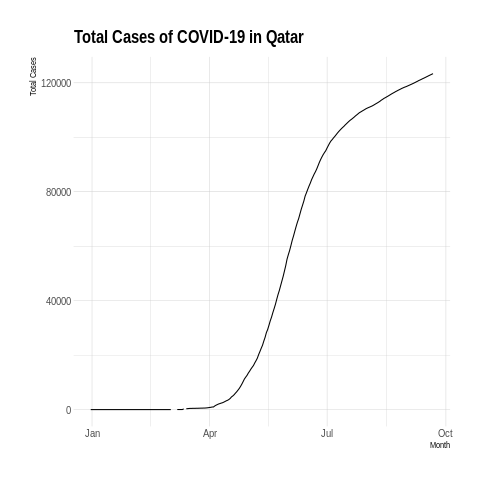 Total Cases of COVID-19 in Qatar
Total Cases
120000
80000
40000
0
Jan Apr Jul Oct
Month